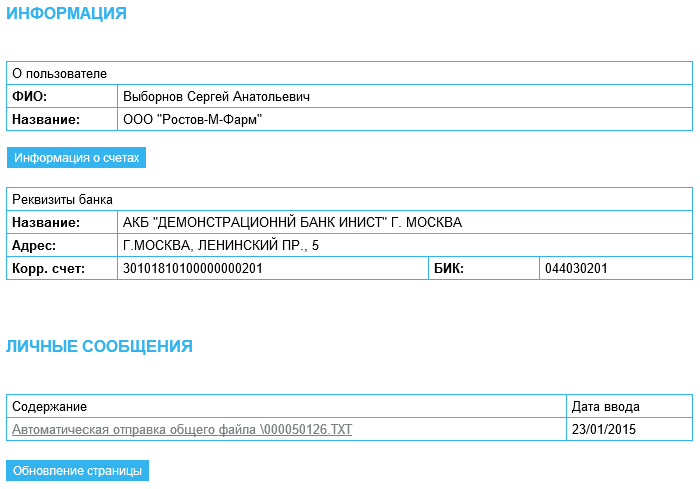 ИНФОРМАЦИЯ
О пользователе
ФИО: Выборнов Сергей Анатольевич
Название: ООО "Ростов-М-Фарм"
Информация о счетах
Реквизиты банка
Название: АКБ "ДЕМОНСТРАЦИОННЙ БАНК ИНИСТ" Г. МОСКВА
Адрес: Г.МОСКВА, ЛЕНИНСКИЙ ПР., 5
Корр. счет: 30101810100000000201 БИК: 044030201
ЛИЧНЫЕ СООБЩЕНИЯ
Содержание Дата ввода
Автоматическая отправка общего файла \000050126.TXT 23/01/2015
Обновление страницы